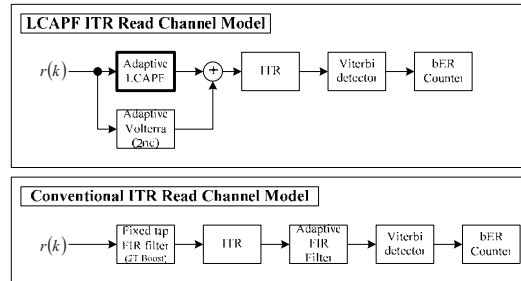 LCAPF ITR Read Channel Model
r(k)
Adaptive
LCAPF
+
ITR
Viterbi
detector
bER
Counter
Adaptive
Volterra
(2nd)
Conventional ITR Read Channel Model
r(k)
Fixed tap
FIR filter
(2T Boost)
ITR
Adaptive
FIR
Filter
Viterbi
detector
bER
Counter